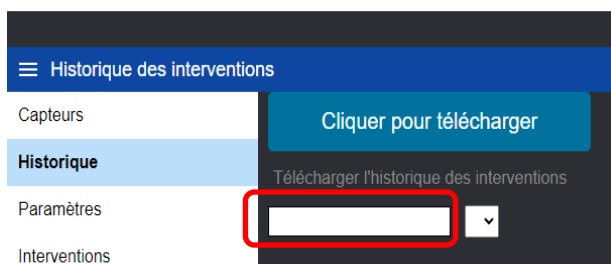 Historique des interventions
Capteurs
Historique
Paramètres
Interventions
Cliquer pour télécharger
Télécharger l'historique des interventions